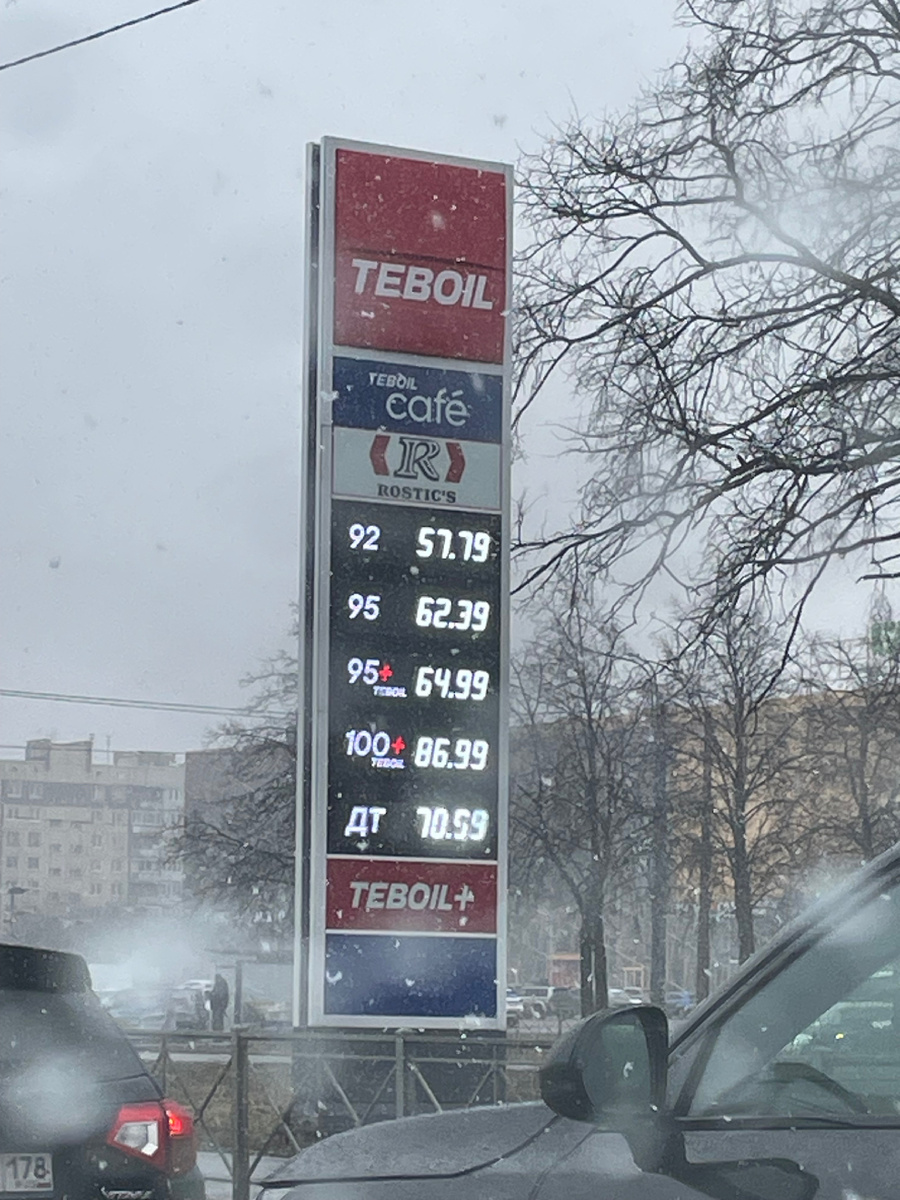 TEBOIL
TEBOIL
café
R
ROSTIC'S
92 57.79
95 62.39
95+ 64.99
TEBOIL
100+ 86.99
TEBOIL
ДТ 70.59
TEBOIL+
178